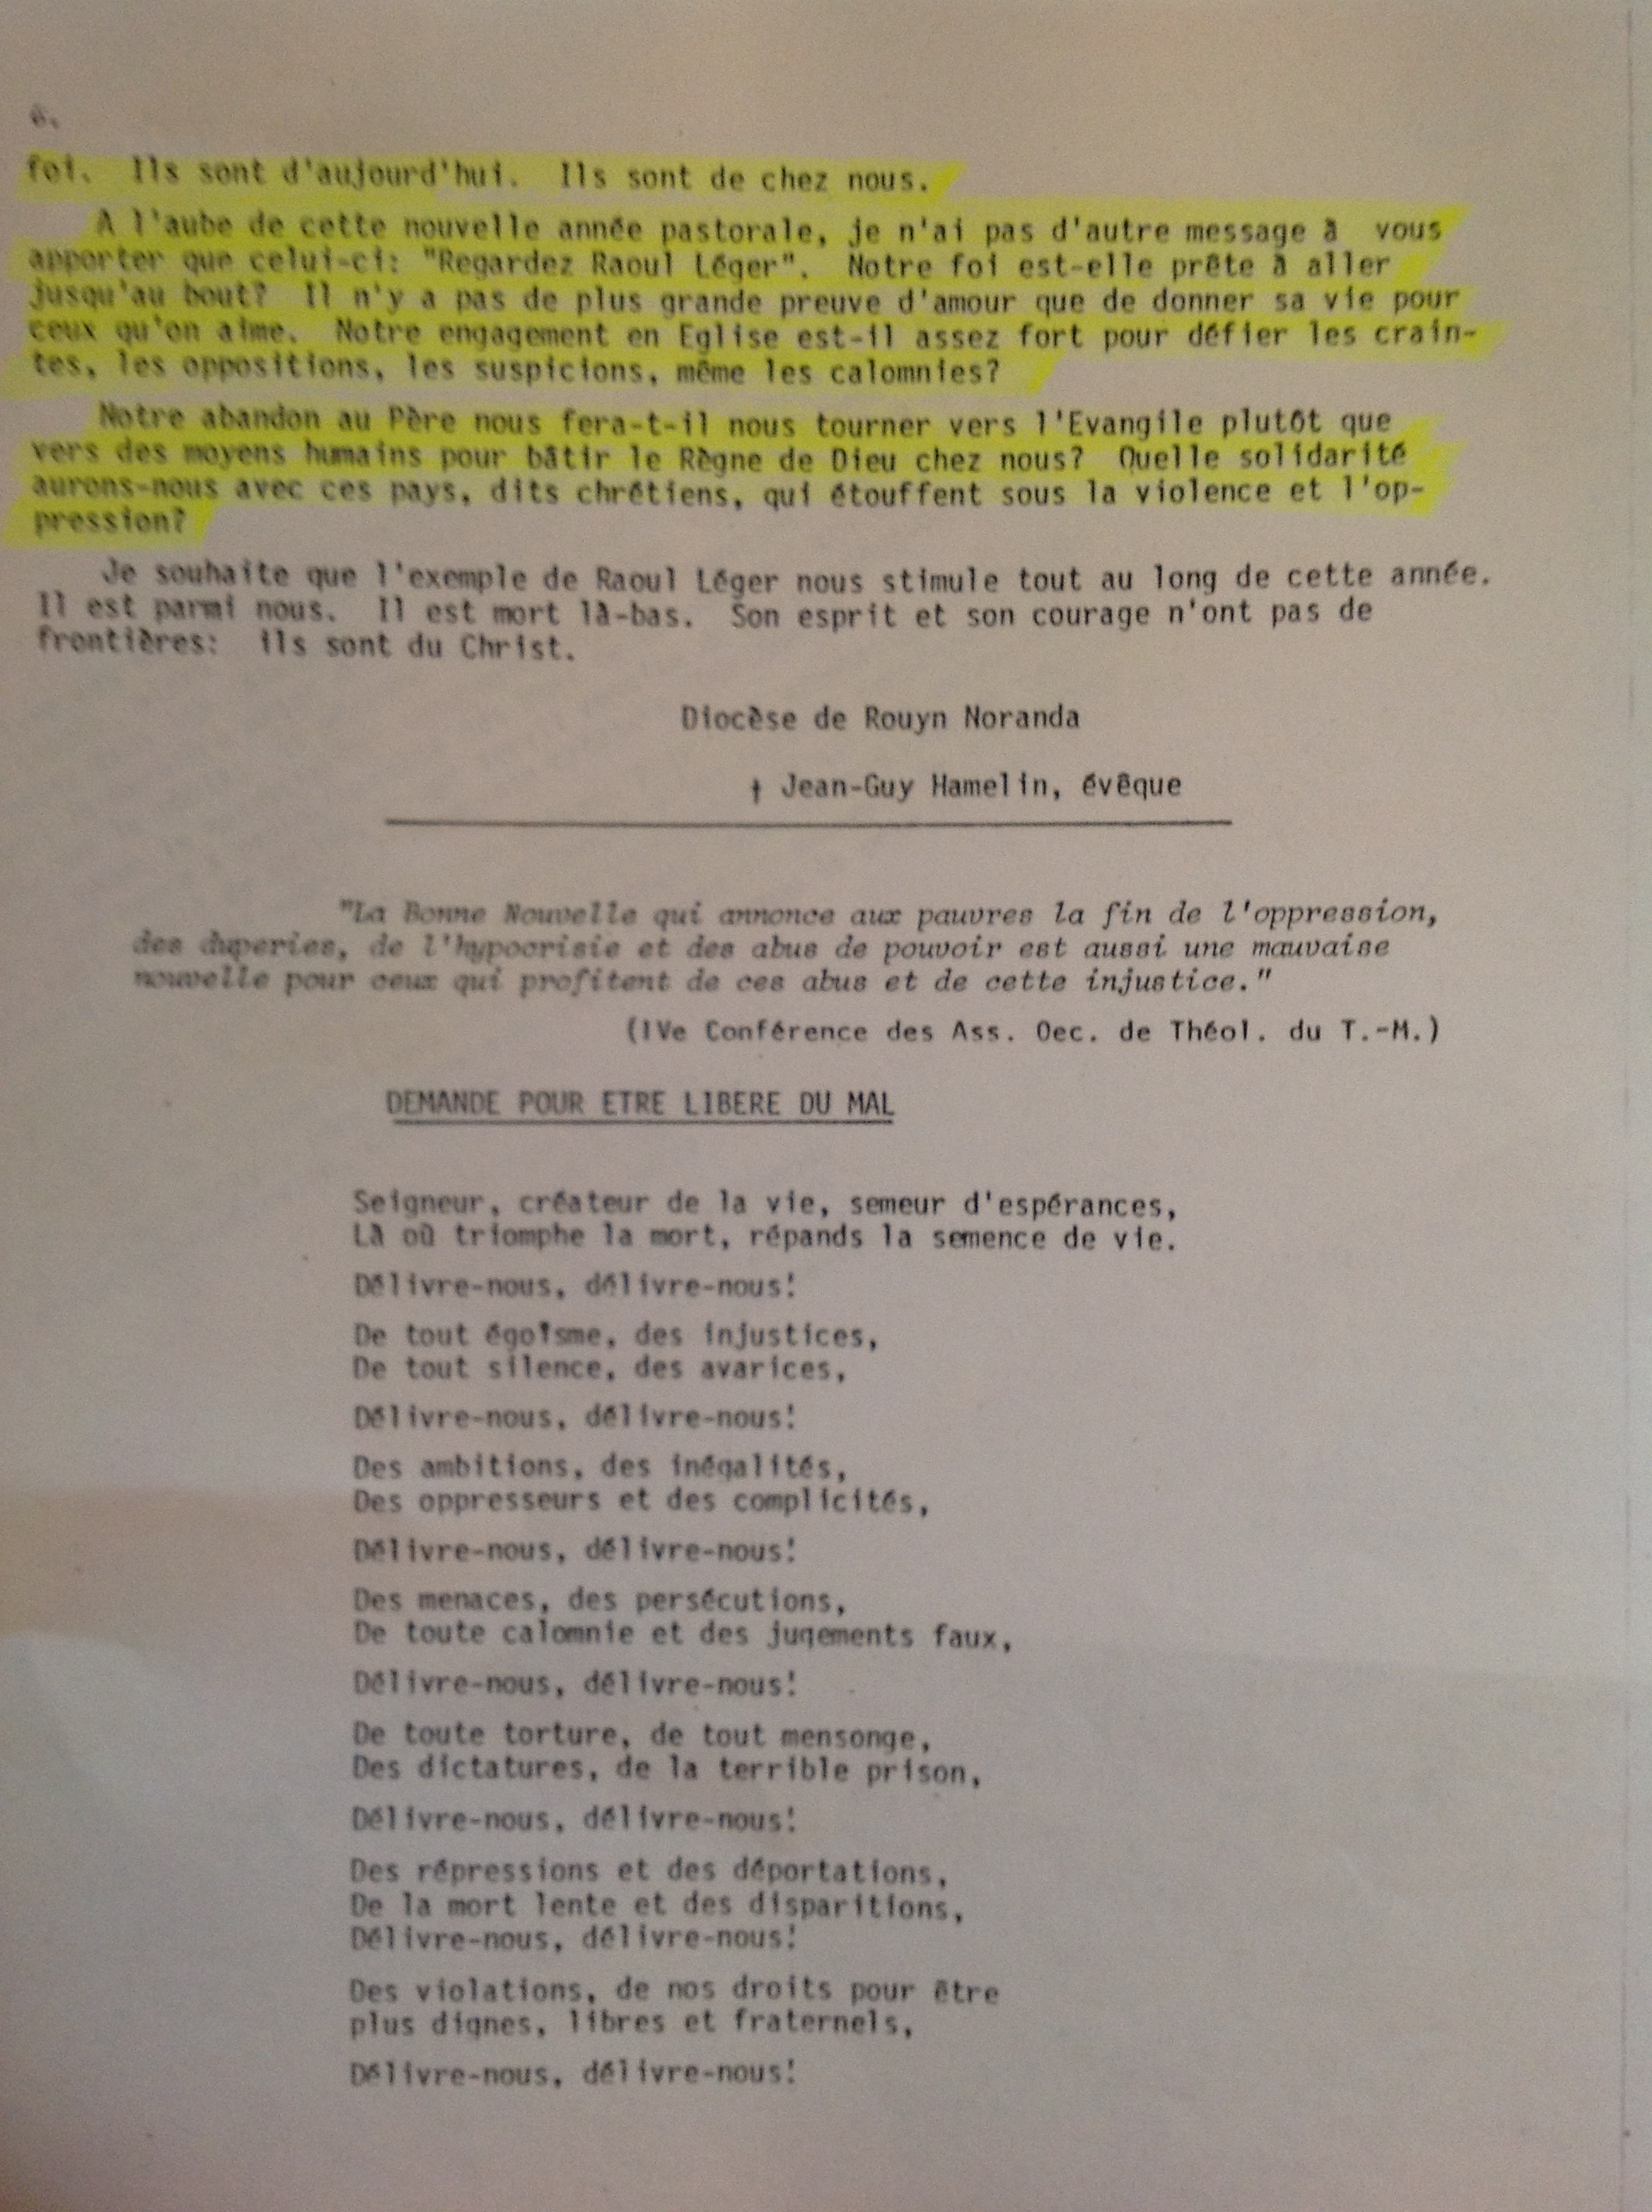 6.
foi. Ils sont d'aujourd'hui. Ils sont de chez nous.
A l'aube de cette nouvelle année pastorale, je n'ai pas d'autre message à vous
apporter que celui-ci: "Regardez Raoul Léger". Notre foi est-elle prête à aller
jusqu'au bout? Il n'y a pas de plus grande preuve d'amour que de donner sa vie pour
ceux qu'on aime. Notre engagement en Eglise est-il assez fort pour défier les crain-
tes, les oppositions, les suspicions, même les calomnies?
Notre abandon au Père nous fera-t-il nous tourner vers l'Evangile plutôt que
vers des moyens humains pour bâtir le Règne de Dieu chez nous? Quelle solidarité
aurons-nous avec ces pays, dits chrétiens, qui étouffent sous la violence et l'op-
pression?
Je souhaite que l'exemple de Raoul Léger nous stimule tout au long de cette année.
Il est parmi nous. Il est mort là-bas. Son esprit et son courage n'ont pas de
frontières: ils sont du Christ.
Diocèse de Rouyn Noranda
† Jean-Guy Hamelin, évêque
"La Bonne Nouvelle qui annonce aux pauvres la fin de l'oppression,
des duperies, de l'hypocrisie et des abus de pouvoir est aussi une mauvaise
nouvelle pour ceux qui profitent de ces abus et de cette injustice."
(IVe Conférence des Ass. Oec. de Théol. du T.-M.)
DEMANDE POUR ETRE LIBERE DU MAL
Seigneur, créateur de la vie, semeur d'espérances,
Là où triomphe la mort, répands la semence de vie.
Délivre-nous, délivre-nous!
De tout égoïsme, des injustices,
De tout silence, des avarices,
Délivre-nous, délivre-nous!
Des ambitions, des inégalités,
Des oppresseurs et des complicités,
Délivre-nous, délivre-nous!
Des menaces, des persécutions,
De toute calomnie et des jugements faux,
Délivre-nous, délivre-nous!
De toute torture, de tout mensonge,
Des dictatures, de la terrible prison,
Délivre-nous, délivre-nous!
Des répressions et des déportations,
De la mort lente et des disparitions,
Délivre-nous, délivre-nous!
Des violations, de nos droits pour être
plus dignes, libres et fraternels,
Délivre-nous, délivre-nous!